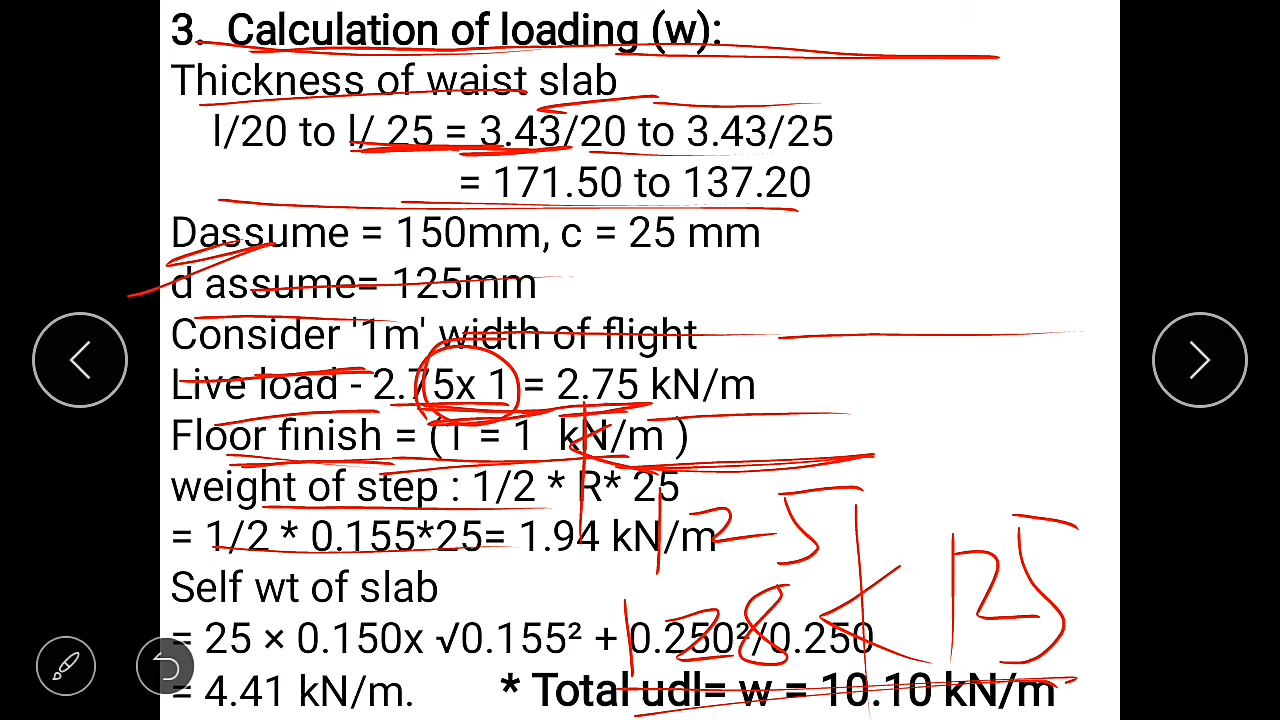 3. Calculation of loading (w):
Thickness of waist slab
l/20 to l/ 25 = 3.43/20 to 3.43/25
= 171.50 to 137.20
Dassume = 150mm, c = 25 mm
d assume= 125mm
Consider '1m' width of flight
Live load - 2.75x 1 = 2.75 kN/m
Floor finish = (1 = 1 kN/m )
weight of step : 1/2 * R* 25
= 1/2 * 0.155*25= 1.94 kN/m
125
Self wt of slab
125
= 25 × 0.150x √0.155² + 0.250²/0.250
128 <
= 4.41 kN/m. * Total udl= w = 10.10 kN/m